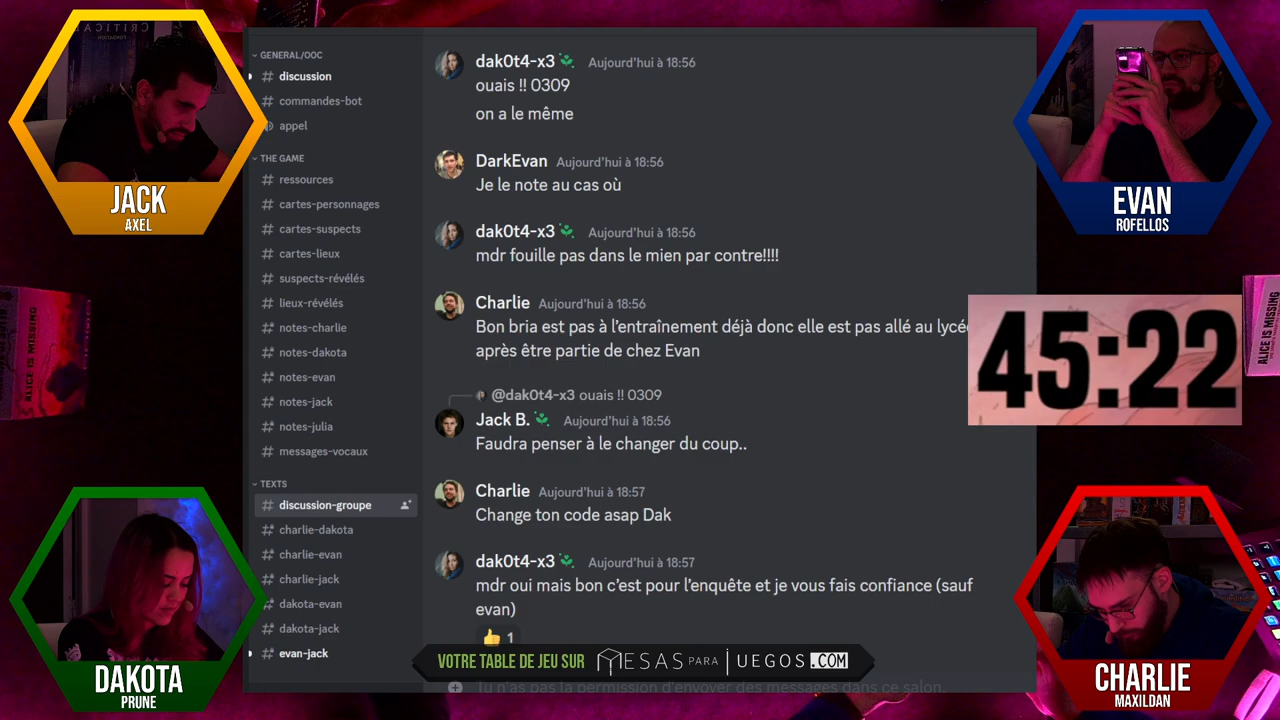 JACK
AXEL
GENERAL/OOC
# discussion
# commandes-bot
appel
THE GAME
# ressources
# cartes-personnages
# cartes-suspects
# cartes-lieux
# suspects-révélés
# lieux-révélés
# notes-charlie
# notes-dakota
# notes-evan
# notes-jack
# notes-julia
# messages-vocaux
TEXTS
# discussion-groupe
# charlie-dakota
# charlie-evan
# charlie-jack
# dakota-evan
# dakota-jack
# evan-jack
dak0t4-x3 Aujourd'hui à 18:56
ouais !! 0309
on a le même
DarkEvan Aujourd'hui à 18:56
Je le note au cas où
dak0t4-x3 Aujourd'hui à 18:56
mdr fouille pas dans le mien par contre!!!!
Charlie Aujourd'hui à 18:56
Bon bria est pas à l'entraînement déjà donc elle est pas allé au lycée
après être partie de chez Evan
@dak0t4-x3 ouais !! 0309
Jack B. Aujourd'hui à 18:56
Faudra penser à le changer du coup..
Charlie Aujourd'hui à 18:57
Change ton code asap Dak
dak0t4-x3 Aujourd'hui à 18:57
mdr oui mais bon c'est pour l'enquête et je vous fais confiance (sauf
evan)
👍 1
Tu n'as pas la permission d'envoyer des messages dans ce salon.
VOTRE TABLE DE JEU SUR MESAS PARA JUEGOS .COM
EVAN
ROFELLOS
45:22
ALICE IS MISSING
ALICE IS MISSING
DAKOTA
PRUNE
CHARLIE
MAXILDAN